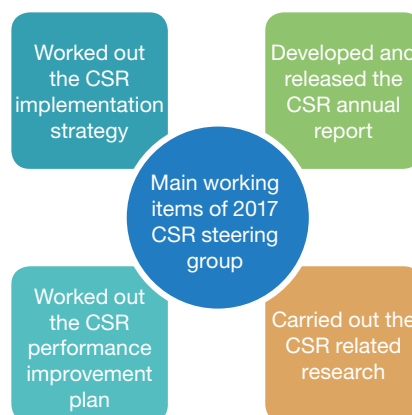 Worked out
the CSR
implementation
strategy
Developed and
released the
CSR annual
report
Main working
items of 2017
CSR steering
group
Worked out
the CSR
performance
improvement
plan
Carried out the
CSR related
research